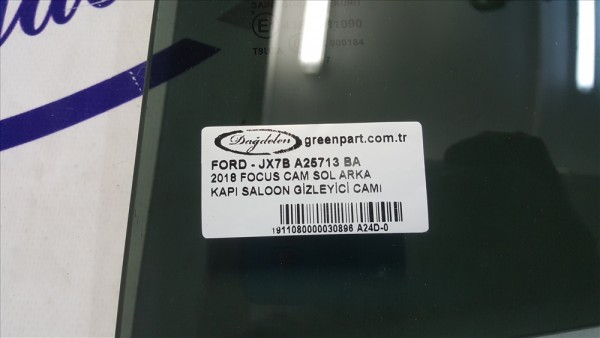 Dağdelen greenpart.com.tr
FORD - JX7B A25713 BA
2018 FOCUS CAM SOL ARKA
KAPI SALOON GİZLEYİCİ CAMI
1911080000030896 A24D-0